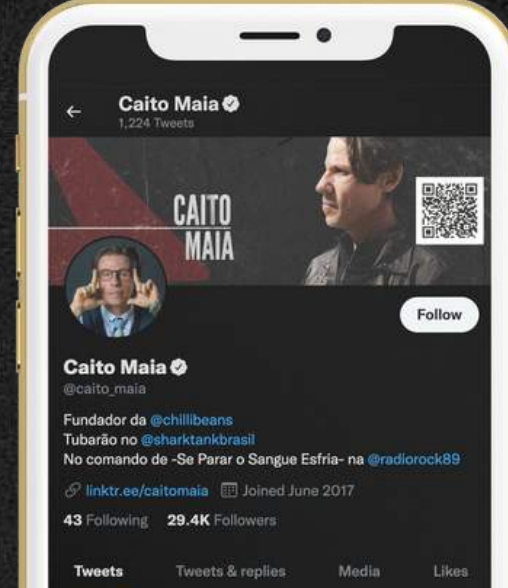 Caito Maia
1,224 Tweets
CAITO
MAIA
Follow
Caito Maia
@caito_maia
Fundador da @chillibeans
Tubarão no @sharktankbrasil
No comando de -Se Parar o Sangue Esfria- na @radiorock89
linktr.ee/caitomaia Joined June 2017
43 Following 29.4K Followers
Tweets Tweets & replies Media Likes